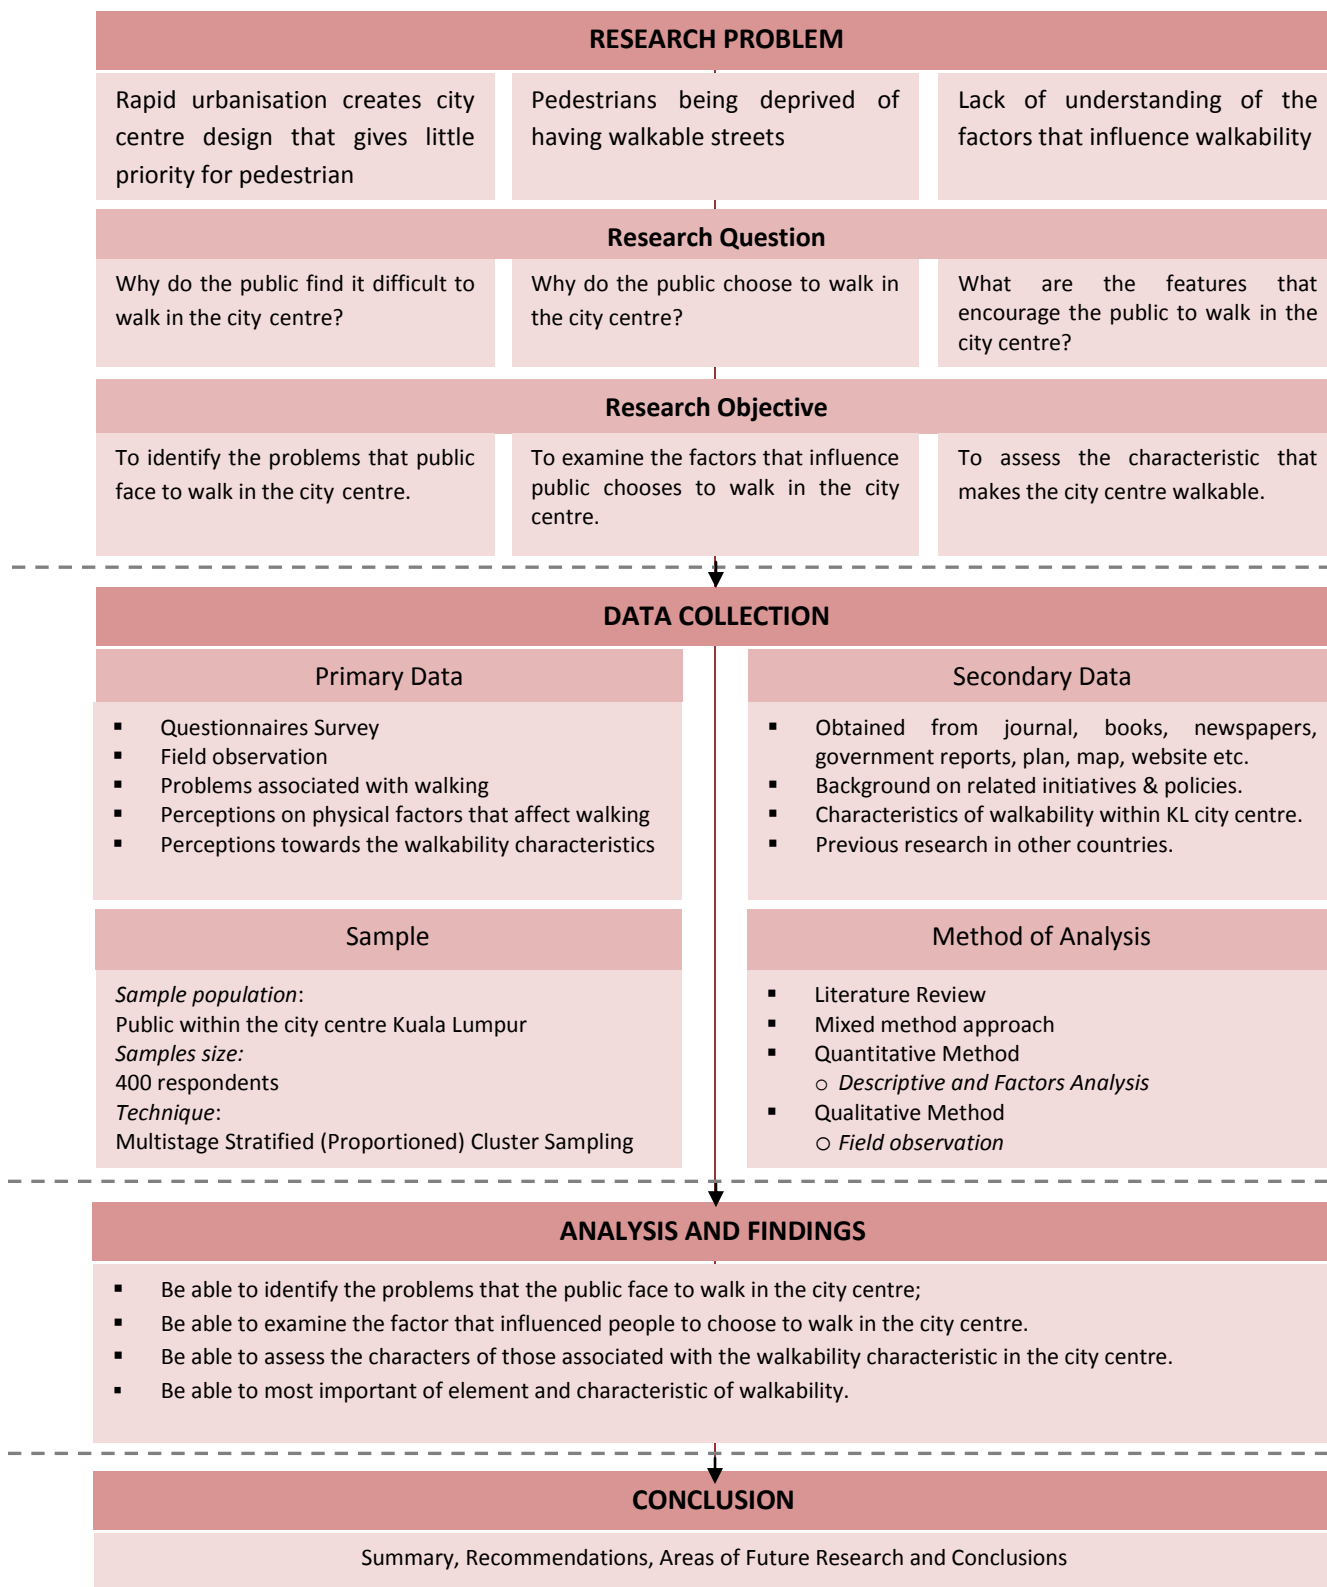 RESEARCH PROBLEM
Rapid urbanisation creates city
centre design that gives little
priority for pedestrian
Pedestrians being deprived of
having walkable streets
Lack of understanding of the
factors that influence walkability
Research Question
Why do the public find it difficult to
walk in the city centre?
Why do the public choose to walk in
the city centre?
What are the features that
encourage the public to walk in the
city centre?
Research Objective
To identify the problems that public
face to walk in the city centre.
To examine the factors that influence
public chooses to walk in the city
centre.
To assess the characteristic that
makes the city centre walkable.
DATA COLLECTION
Primary Data
▪ Questionnaires Survey
▪ Field observation
▪ Problems associated with walking
▪ Perceptions on physical factors that affect walking
▪ Perceptions towards the walkability characteristics
Secondary Data
▪ Obtained from journal, books, newspapers,
government reports, plan, map, website etc.
▪ Background on related initiatives & policies.
▪ Characteristics of walkability within KL city centre.
▪ Previous research in other countries.
Sample
Sample population:
Public within the city centre Kuala Lumpur
Samples size:
400 respondents
Technique:
Multistage Stratified (Proportioned) Cluster Sampling
Method of Analysis
▪ Literature Review
▪ Mixed method approach
▪ Quantitative Method
o Descriptive and Factors Analysis
▪ Qualitative Method
o Field observation
ANALYSIS AND FINDINGS
▪ Be able to identify the problems that the public face to walk in the city centre;
▪ Be able to examine the factor that influenced people to choose to walk in the city centre.
▪ Be able to assess the characters of those associated with the walkability characteristic in the city centre.
▪ Be able to most important of element and characteristic of walkability.
CONCLUSION
Summary, Recommendations, Areas of Future Research and Conclusions